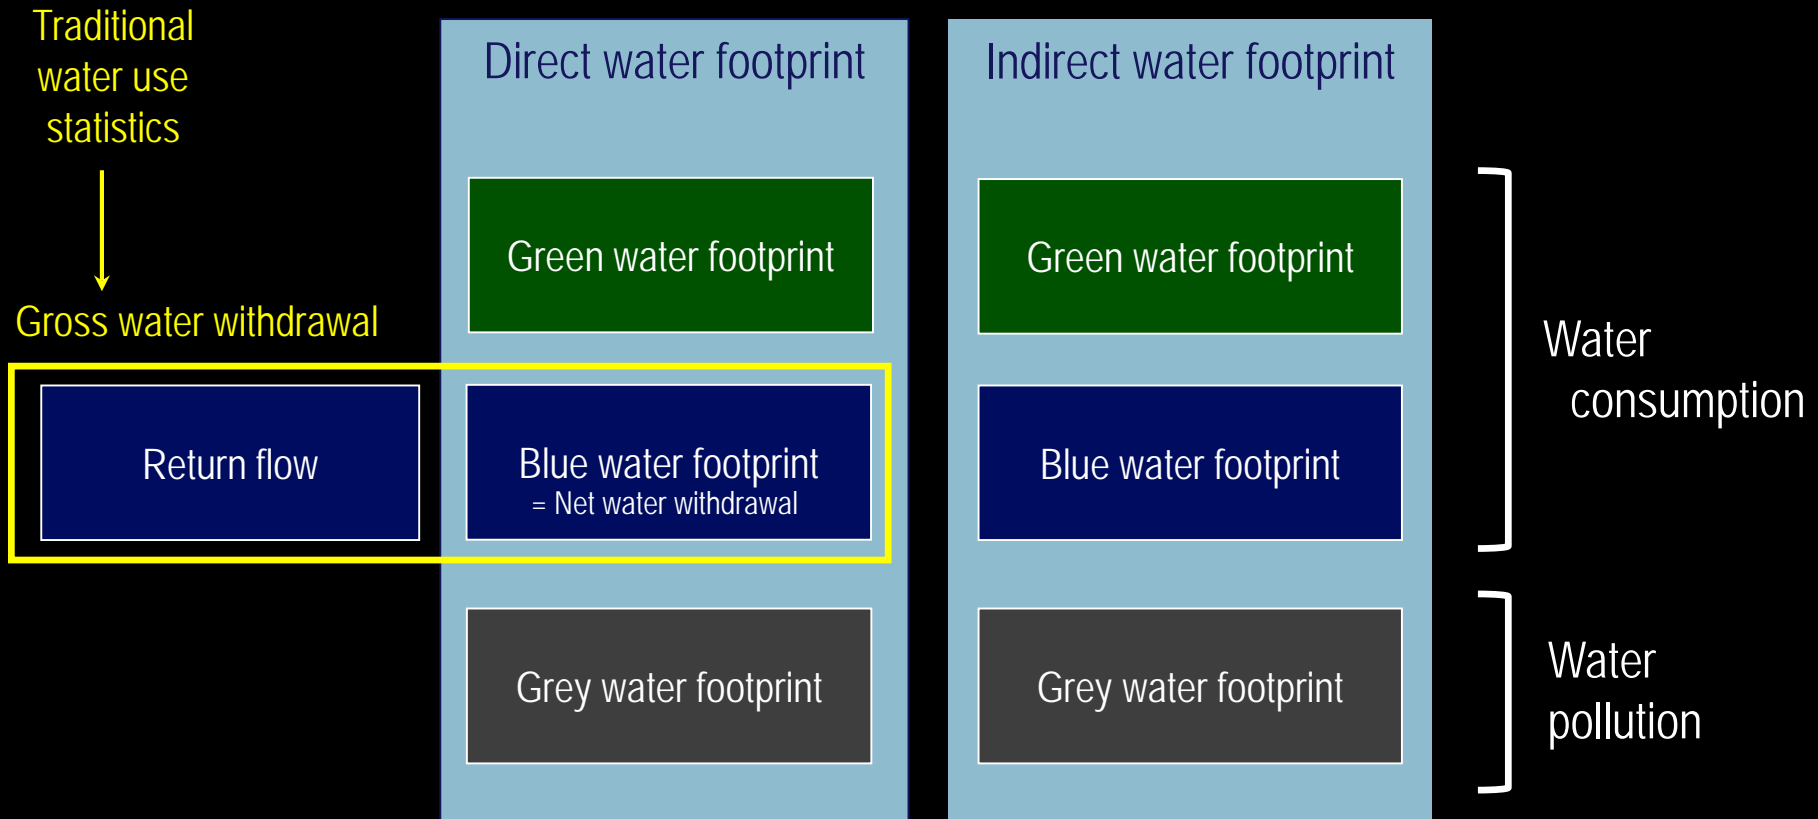 Traditional
water use
statistics
Gross water withdrawal
Direct water footprint
Indirect water footprint
Green water footprint
Green water footprint
Return flow
Blue water footprint
= Net water withdrawal
Blue water footprint
Grey water footprint
Grey water footprint
Water
consumption
Water
pollution